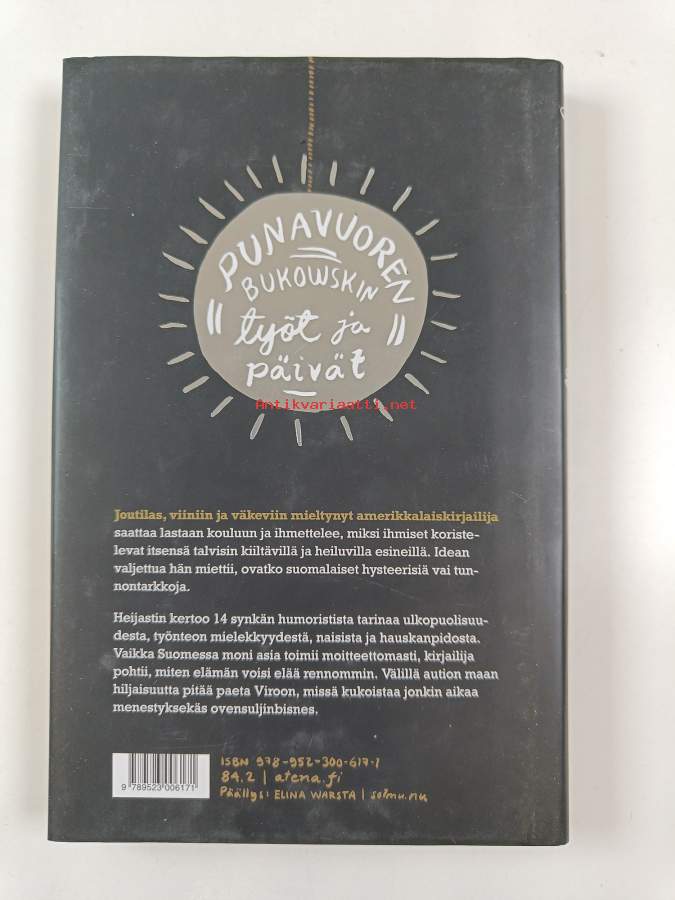 PUNAVUOREN
BUKOWSKIN
työt ja
päivät
Antikvariaatti.net
Joutilas, viiniin ja väkeviin mieltynyt amerikkalaiskirjailija
saattaa lastaan kouluun ja ihmettelee, miksi ihmiset koriste-
levat itsensä talvisin kiiltävillä ja heiluvilla esineillä. Idean
valjettua hän miettii, ovatko suomalaiset hysteerisiä vai tun-
nontarkkoja.
Heijastin kertoo 14 synkän humoristista tarinaa ulkopuolisuu-
desta, työnteon mielekkyydestä, naisista ja hauskanpidosta.
Vaikka Suomessa moni asia toimii moitteettomasti, kirjailija
pohtii, miten elämän voisi elää rennommin. Välillä aution maan
hiljaisuutta pitää paeta Viroon, missä kukoistaa jonkin aikaa
menestyksekäs ovensuljinbisnes.
ISBN 978-952-300-617-1
84.2 | atena.fi
Päällys: ELINA WARSTA | solmu.nu
9 789523 006171